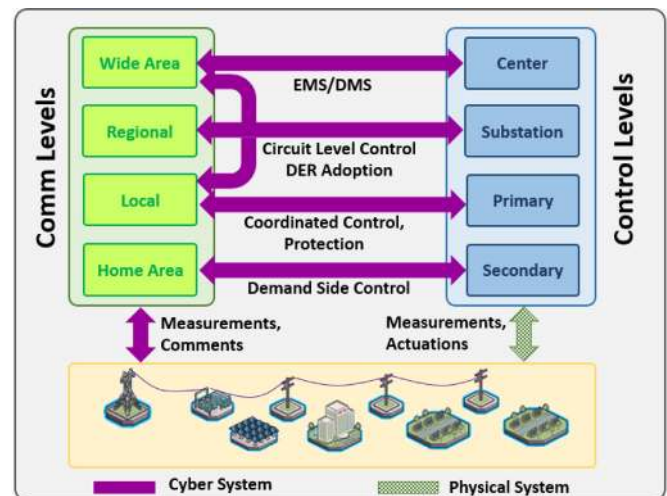 Comm Levels
Wide Area
Regional
Local
Home Area
EMS/DMS
Circuit Level Control
DER Adoption
Coordinated Control,
Protection
Demand Side Control
Center
Substation
Primary
Secondary
Control Levels
Measurements,
Comments
Measurements,
Actuations
Cyber System
Physical System